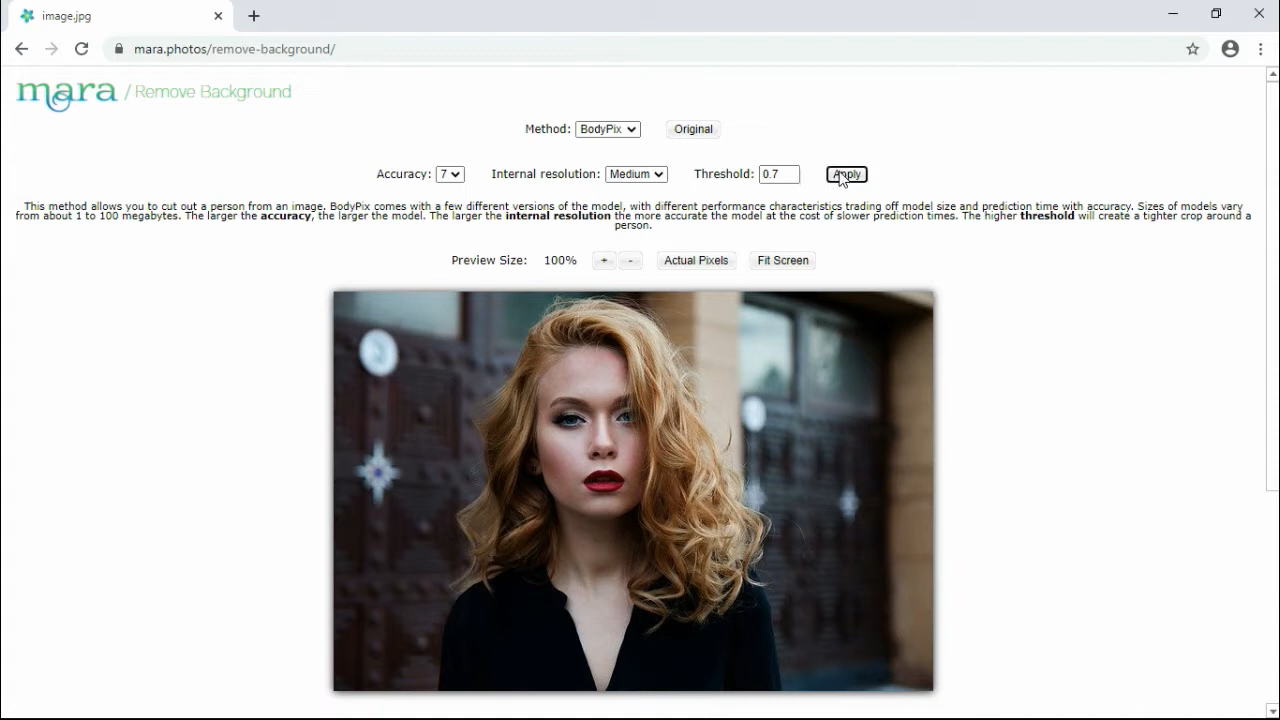 image.jpg
mara.photos/remove-background/
mara / Remove Background
Method: BodyPix Original
Accuracy: 7 Internal resolution: Medium Threshold: 0.7 Apply
This method allows you to cut out a person from an image. BodyPix comes with a few different versions of the model, with different performance characteristics trading off model size and prediction time with accuracy. Sizes of models vary
from about 1 to 100 megabytes. The larger the accuracy, the larger the model. The larger the internal resolution the more accurate the model at the cost of slower prediction times. The higher threshold will create a tighter crop around a
person.
Preview Size: 100% + - Actual Pixels Fit Screen